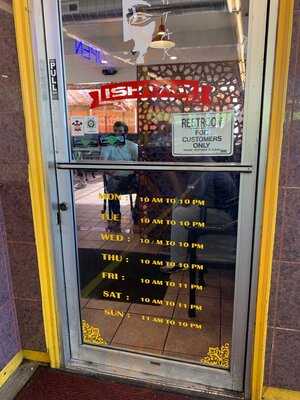 OPEN
PULL
RESTROOM
FOR
CUSTOMERS
ONLY
MON : 10 AM TO 10 PM
TUE : 10 AM TO 10 PM
WED : 10 AM TO 10 PM
THU : 10 AM TO 10 PM
FRI : 10 AM TO 11 PM
SAT : 10 AM TO 11 PM
SUN : 11 AM TO 10 PM